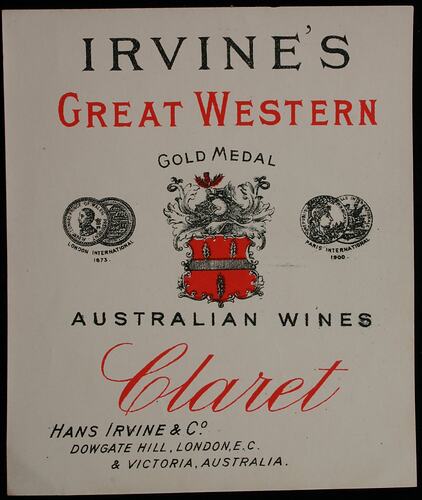 IRVINE'S
GREAT WESTERN
GOLD MEDAL
LONDON INTERNATIONAL
1873.
PARIS INTERNATIONAL
1900.
AUSTRALIAN WINES
Claret
HANS IRVINE & Co
DOWGATE HILL, LONDON, E.C.
& VICTORIA, AUSTRALIA.